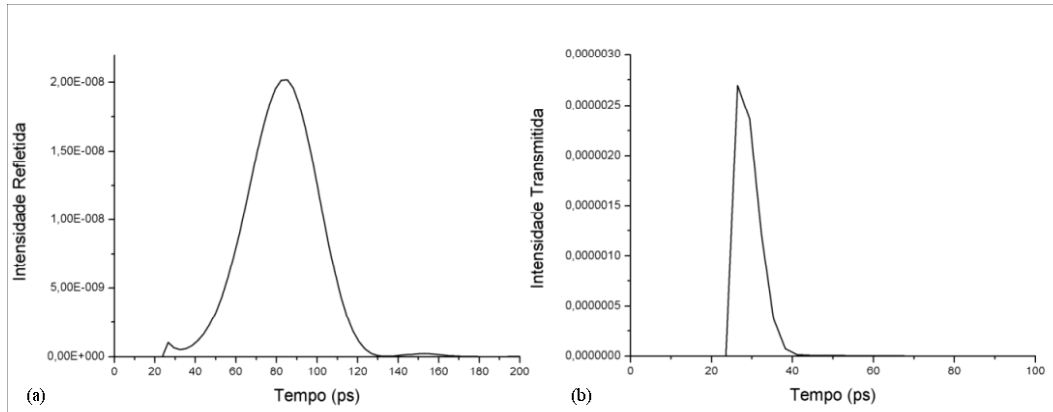 Intensidade Refletida
2,00E-008
1,50E-008
1,00E-008
5,00E-009
0,00E+000
0 20 40 60 80 100 120 140 160 180 200
Tempo (ps)
(a)
Intensidade Transmitida
0,0000030
0,0000025
0,0000020
0,0000015
0,0000010
0,0000005
0,0000000
0 20 40 60 80 100
Tempo (ps)
(b)